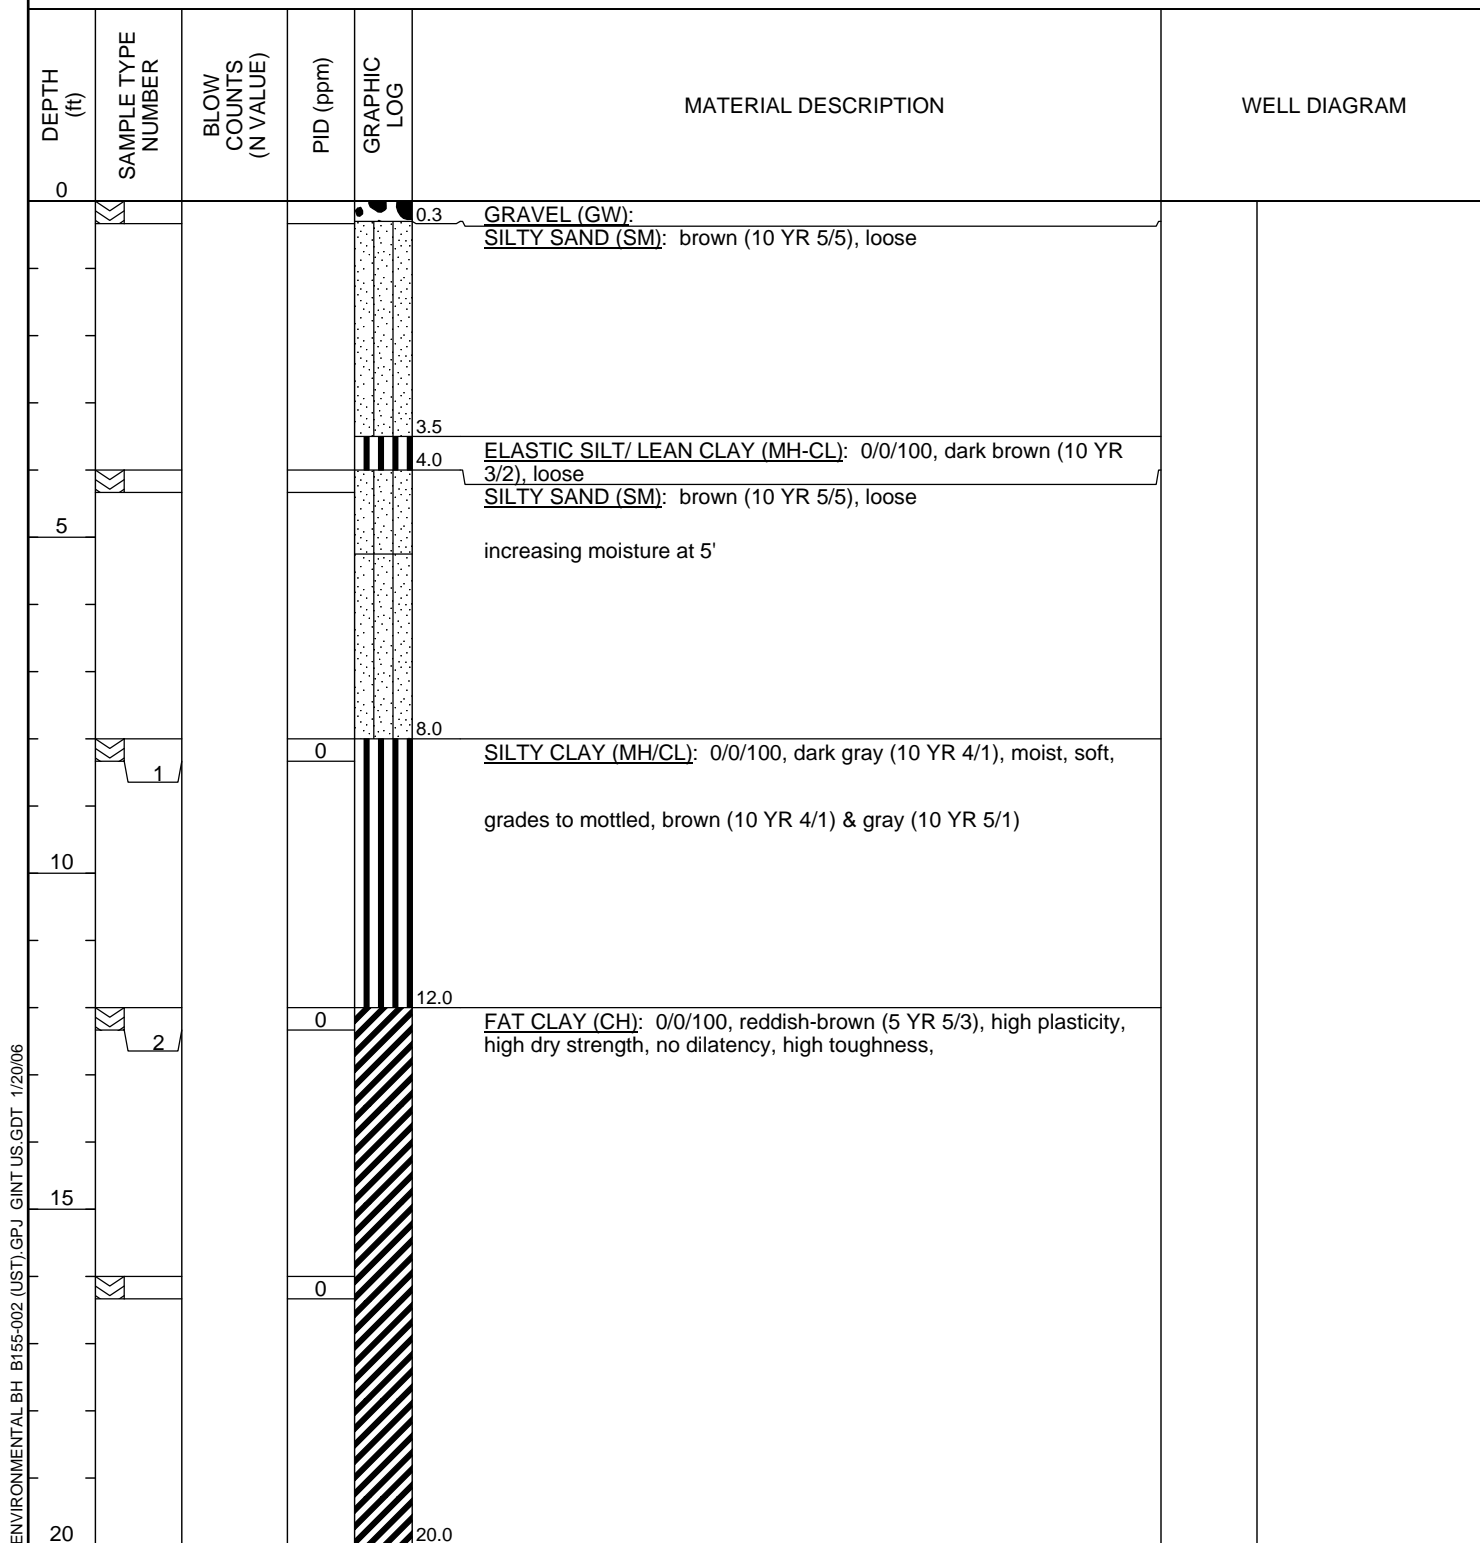 DEPTH
(ft)
SAMPLE TYPE
NUMBER
BLOW
COUNTS
(N VALUE)
PID (ppm)
GRAPHIC
LOG
MATERIAL DESCRIPTION
WELL DIAGRAM
0
0.3
GRAVEL (GW):
SILTY SAND (SM): brown (10 YR 5/5), loose
3.5
ELASTIC SILT/ LEAN CLAY (MH-CL): 0/0/100, dark brown (10 YR
4.0
3/2), loose
SILTY SAND (SM): brown (10 YR 5/5), loose
5
increasing moisture at 5'
8.0
0
SILTY CLAY (MH/CL): 0/0/100, dark gray (10 YR 4/1), moist, soft,
1
grades to mottled, brown (10 YR 4/1) & gray (10 YR 5/1)
10
12.0
0
FAT CLAY (CH): 0/0/100, reddish-brown (5 YR 5/3), high plasticity,
2
high dry strength, no dilatency, high toughness,
15
0
20
20.0
ENVIRONMENTAL BH B155-002 (UST).GPJ GINT US.GDT 1/20/06